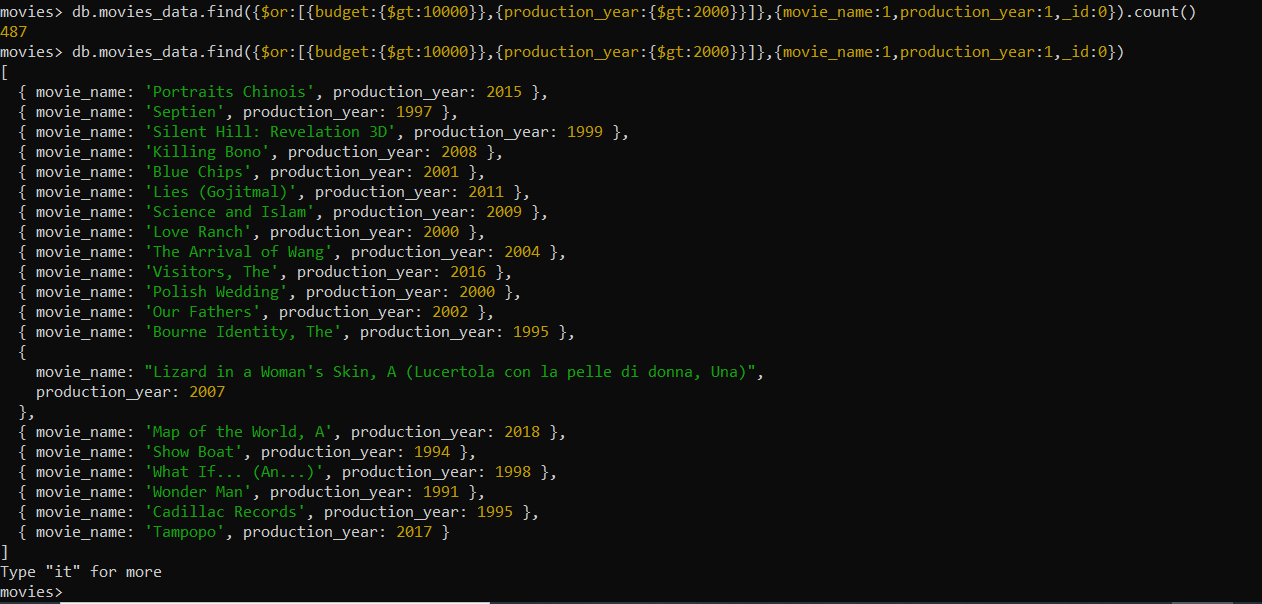 movies> db.movies_data.find({$or:[{budget:{$gt:10000}},{production_year:{$gt:2000}}]},{movie_name:1,production_year:1,_id:0}).count()
487
movies> db.movies_data.find({$or:[{budget:{$gt:10000}},{production_year:{$gt:2000}}]},{movie_name:1,production_year:1,_id:0})
[
  { movie_name: 'Portraits Chinois', production_year: 2015 },
  { movie_name: 'Septien', production_year: 1997 },
  { movie_name: 'Silent Hill: Revelation 3D', production_year: 1999 },
  { movie_name: 'Killing Bono', production_year: 2008 },
  { movie_name: 'Blue Chips', production_year: 2001 },
  { movie_name: 'Lies (Gojitmal)', production_year: 2011 },
  { movie_name: 'Science and Islam', production_year: 2009 },
  { movie_name: 'Love Ranch', production_year: 2000 },
  { movie_name: 'The Arrival of Wang', production_year: 2004 },
  { movie_name: 'Visitors, The', production_year: 2016 },
  { movie_name: 'Polish Wedding', production_year: 2000 },
  { movie_name: 'Our Fathers', production_year: 2002 },
  { movie_name: 'Bourne Identity, The', production_year: 1995 },
  {
    movie_name: "Lizard in a Woman's Skin, A (Lucertola con la pelle di donna, Una)",
    production_year: 2007
  },
  { movie_name: 'Map of the World, A', production_year: 2018 },
  { movie_name: 'Show Boat', production_year: 1994 },
  { movie_name: 'What If... (An...)', production_year: 1998 },
  { movie_name: 'Wonder Man', production_year: 1991 },
  { movie_name: 'Cadillac Records', production_year: 1995 },
  { movie_name: 'Tampopo', production_year: 2017 }
]
Type "it" for more
movies>